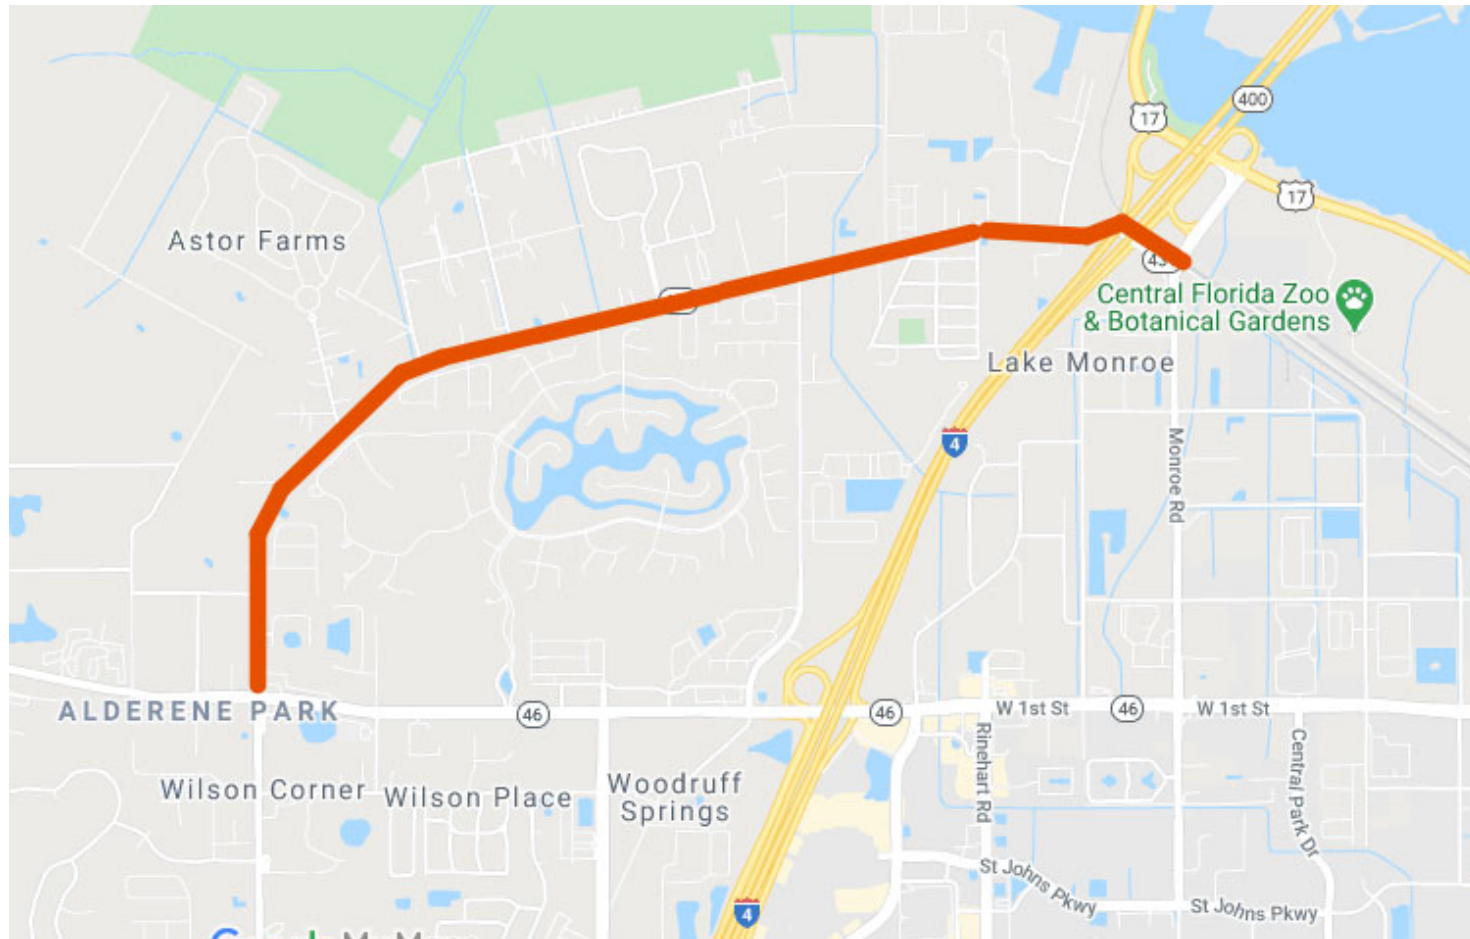 400
17
17
Astor Farms
Central Florida Zoo
& Botanical Gardens
Lake Monroe
4
Monroe Rd
ALDERENE PARK
46
46
W 1st St
46
W 1st St
Rinehart Rd
Central Park Dr
Wilson Corner
Wilson Place
Woodruff
Springs
St Johns Pkwy
St Johns Pkwy
4